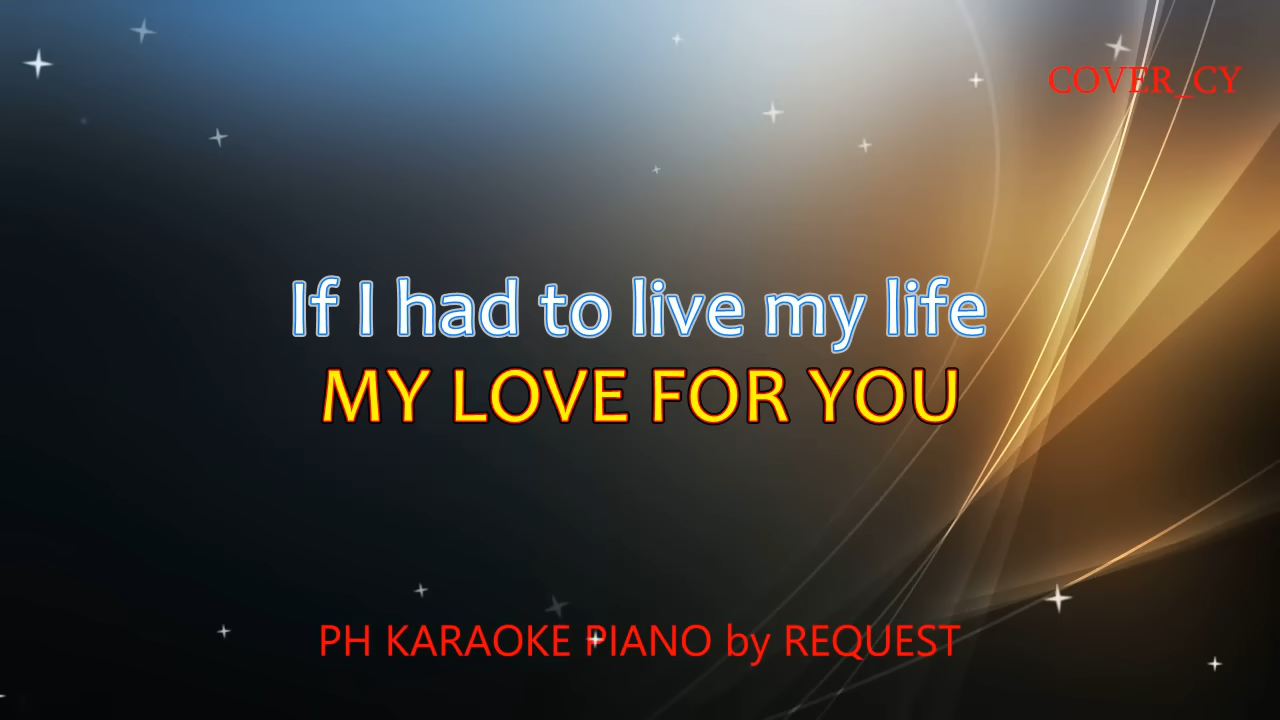 COVER_CY
If I had to live my life
MY LOVE FOR YOU
PH KARAOKE PIANO by REQUEST